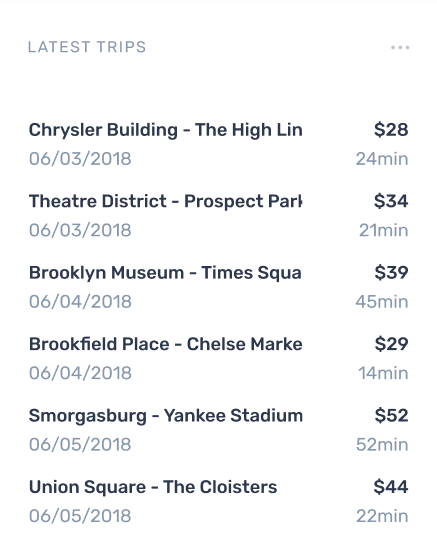 LATEST TRIPS
Chrysler Building - The High Lin $28
06/03/2018 24min
Theatre District - Prospect Park $34
06/03/2018 21min
Brooklyn Museum - Times Squa $39
06/04/2018 45min
Brookfield Place - Chelse Marke $29
06/04/2018 14min
Smorgasburg - Yankee Stadium $52
06/05/2018 52min
Union Square - The Cloisters $44
06/05/2018 22min